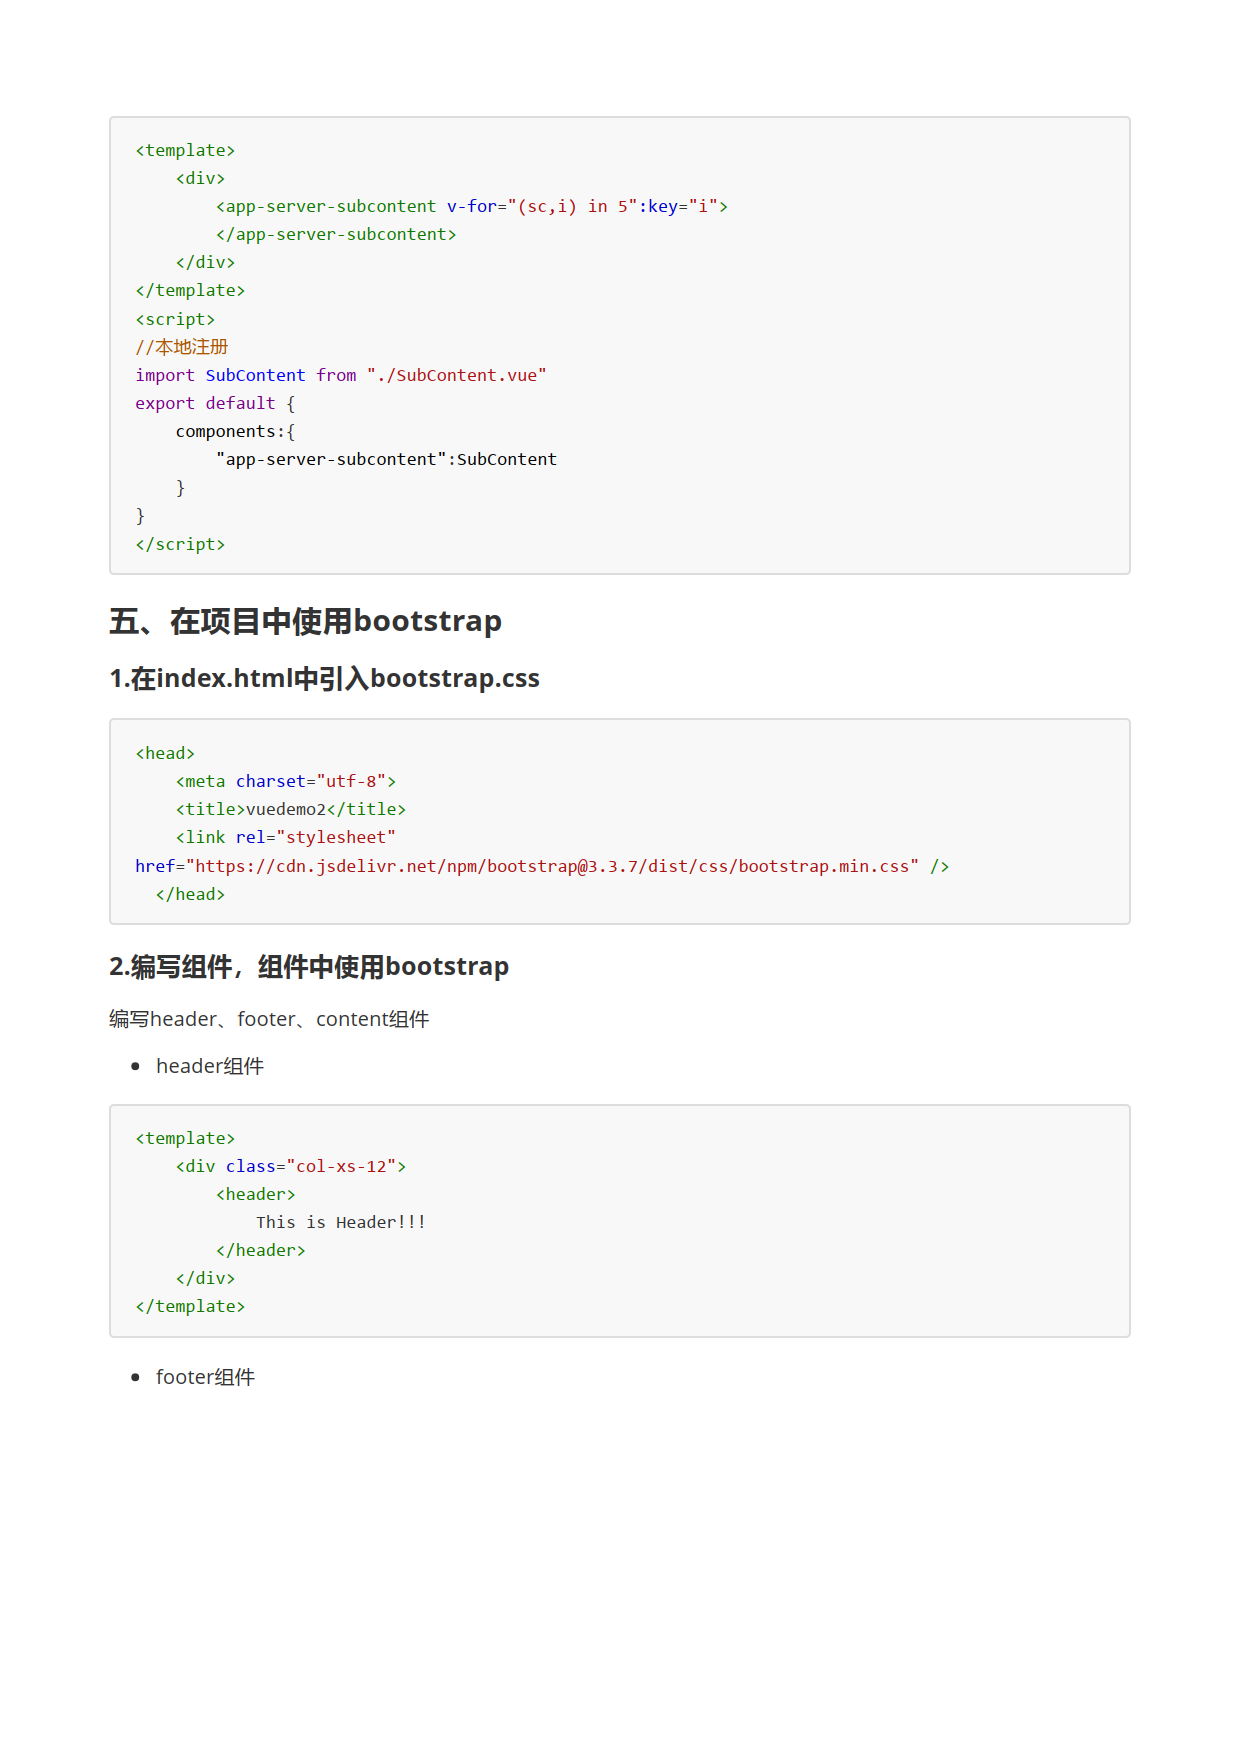 <template>
    <div>
        <app-server-subcontent v-for="(sc,i) in 5":key="i">
        </app-server-subcontent>
    </div>
</template>
<script>
//本地注册
import SubContent from "./SubContent.vue"
export default {
    components:{
        "app-server-subcontent":SubContent
    }
}
</script>
五、在项目中使用bootstrap
1.在index.html中引入bootstrap.css
<head>
    <meta charset="utf-8">
    <title>vuedemo2</title>
    <link rel="stylesheet"
href="https://cdn.jsdelivr.net/npm/bootstrap@3.3.7/dist/css/bootstrap.min.css" />
  </head>
2.编写组件，组件中使用bootstrap
编写header、footer、content组件
• header组件
<template>
    <div class="col-xs-12">
        <header>
            This is Header!!!
        </header>
    </div>
</template>
• footer组件